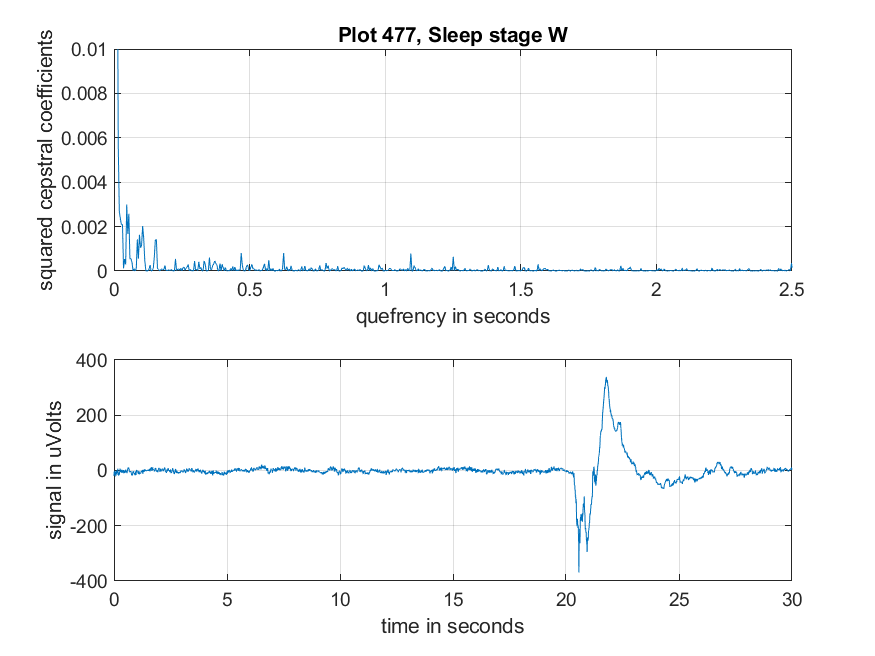 Plot 477, Sleep stage W
squared cepstral coefficients
0.01
0.008
0.006
0.004
0.002
0
0 0.5 1 1.5 2 2.5
quefrency in seconds
signal in uVolts
400
200
0
-200
-400
0 5 10 15 20 25 30
time in seconds